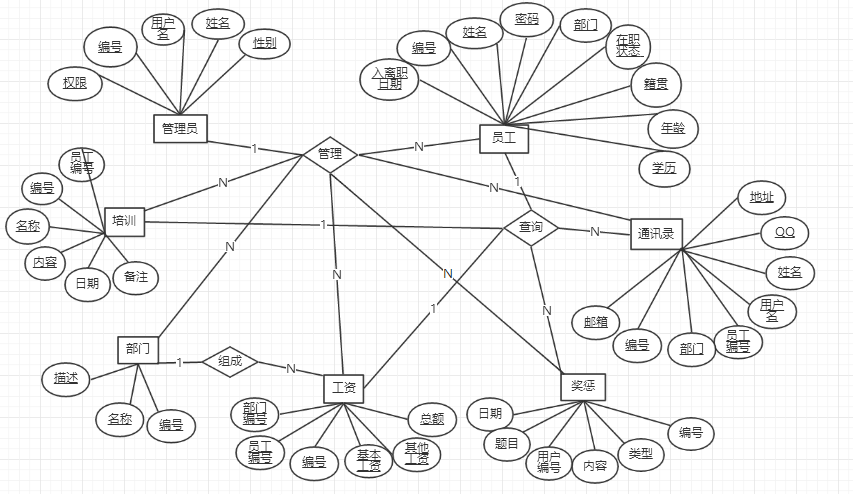 权限
编号
用户
名
姓名
性别
管理员
入离职
日期
编号
姓名
密码
部门
在职
状态
籍贯
年龄
学历
员工
1
管理
N
N
N
N
N
N
1
员工
编号
编号
名称
内容
日期
备注
培训
1
查询
N
N
1
通讯录
地址
QQ
姓名
用户
名
员工
编号
部门
编号
邮箱
部门
1
组成
N
描述
名称
编号
工资
部门
编号
员工
编号
编号
基本
工资
其他
工资
总额
奖惩
日期
题目
用户
编号
内容
类型
编号